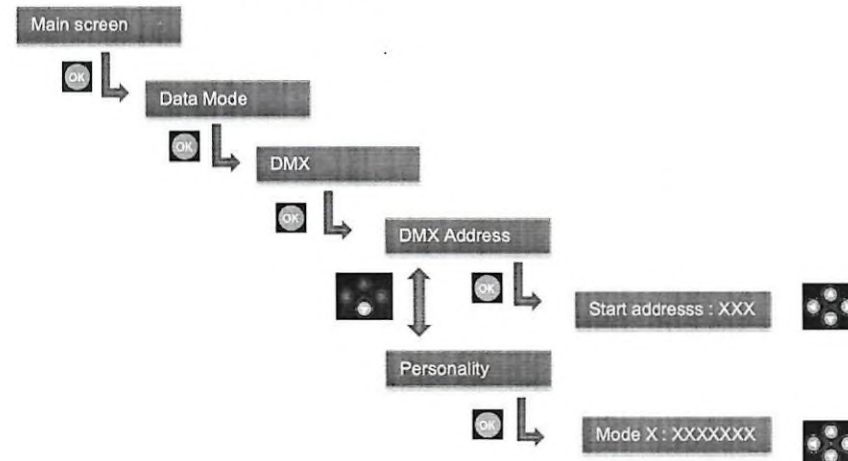 Main screen
OK
Data Mode
OK
DMX
OK
DMX Address
OK
Start addresss : XXX
Personality
OK
Mode X : XXXXXXX